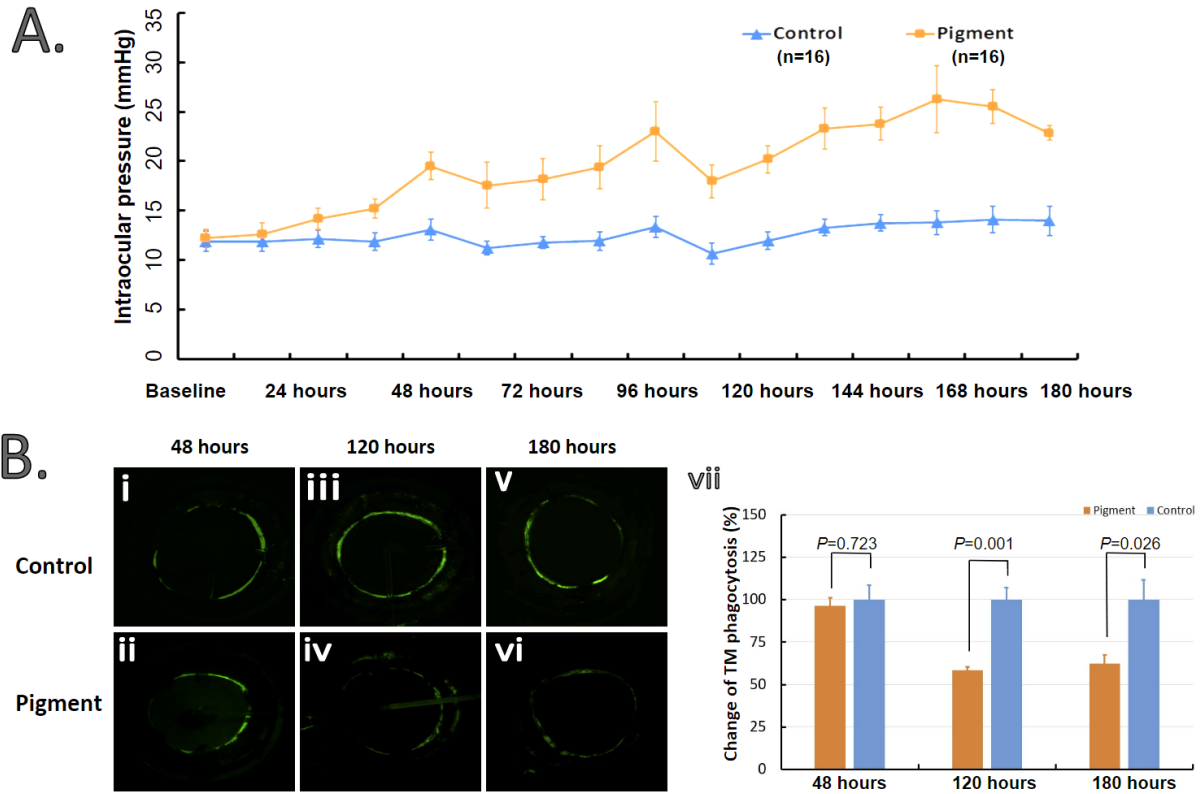 A.
Intraocular pressure (mmHg)
35
30
25
20
15
10
5
0
Control
(n=16)
Pigment
(n=16)
Baseline 24 hours 48 hours 72 hours 96 hours 120 hours 144 hours 168 hours 180 hours
B.
48 hours 120 hours 180 hours
Control
Pigment
i
iii
v
ii
iv
vi
vii
Change of TM phagocytosis (%)
150
125
100
75
50
25
0
Pigment Control
P=0.723
P=0.001
P=0.026
48 hours 120 hours 180 hours